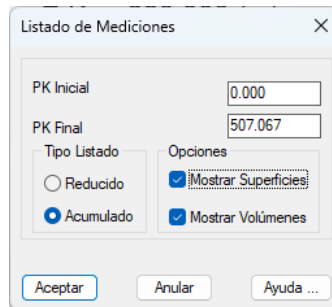 Listado de Mediciones
PK Inicial
0.000
PK Final
507.067
Tipo Listado
Opciones
Reducido
Mostrar Superficies
Acumulado
Mostrar Volúmenes
Aceptar
Anular
Ayuda ...